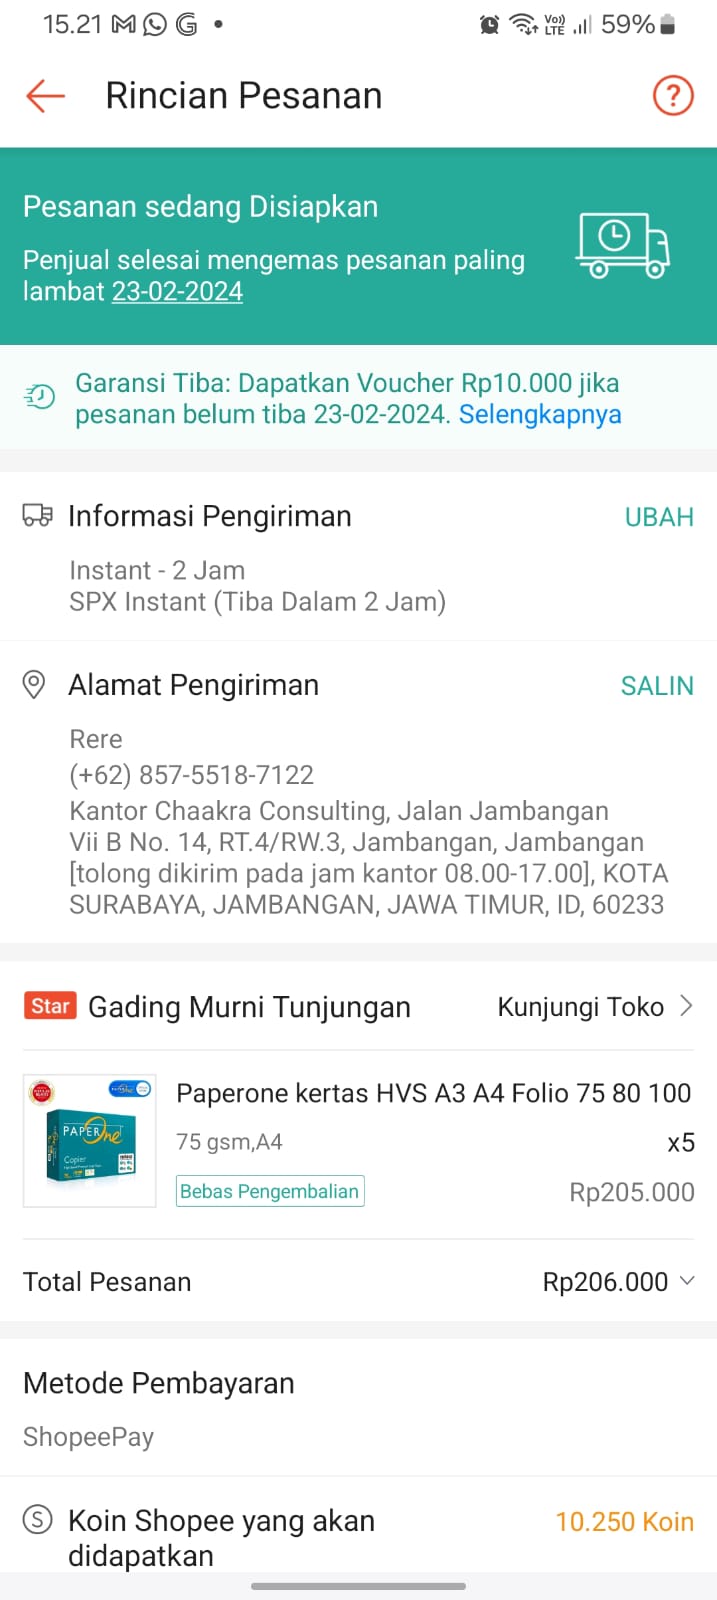 15.21
Vo))
LTE
59%
Rincian Pesanan
?
Pesanan sedang Disiapkan
Penjual selesai mengemas pesanan paling
lambat 23-02-2024
Garansi Tiba: Dapatkan Voucher Rp10.000 jika
pesanan belum tiba 23-02-2024. Selengkapnya
Informasi Pengiriman
UBAH
Instant - 2 Jam
SPX Instant (Tiba Dalam 2 Jam)
Alamat Pengiriman
SALIN
Rere
(+62) 857-5518-7122
Kantor Chaakra Consulting, Jalan Jambangan
Vii B No. 14, RT.4/RW.3, Jambangan, Jambangan
[tolong dikirim pada jam kantor 08.00-17.00], KOTA
SURABAYA, JAMBANGAN, JAWA TIMUR, ID, 60233
Star Gading Murni Tunjungan
Kunjungi Toko
PAPEROne
Copier
Paperone kertas HVS A3 A4 Folio 75 80 100
75 gsm,A4
x5
Bebas Pengembalian
Rp205.000
Total Pesanan
Rp206.000
Metode Pembayaran
ShopeePay
S
Koin Shopee yang akan
didapatkan
10.250 Koin